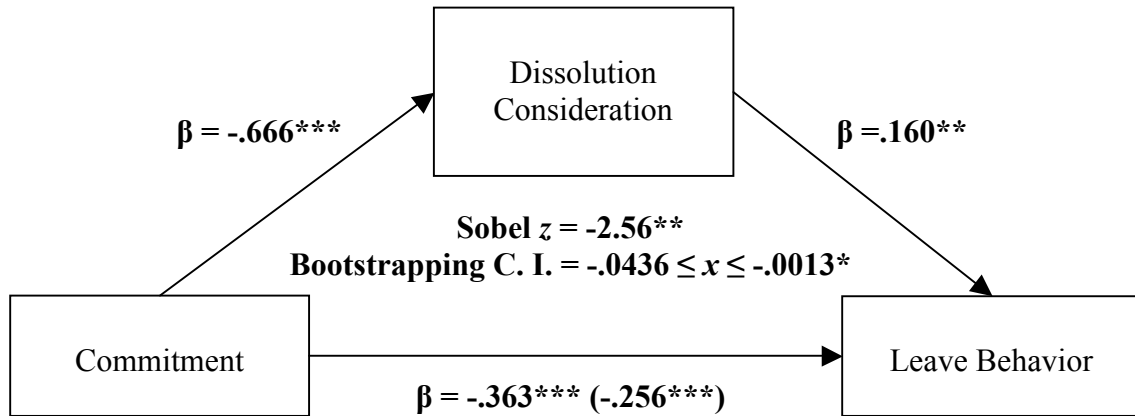 Dissolution
Consideration
β = -.666***
β =.160**
Sobel z = -2.56**
Bootstrapping C. I. = -.0436 ≤ x ≤ -.0013*
Commitment
Leave Behavior
β = -.363*** (-.256***)